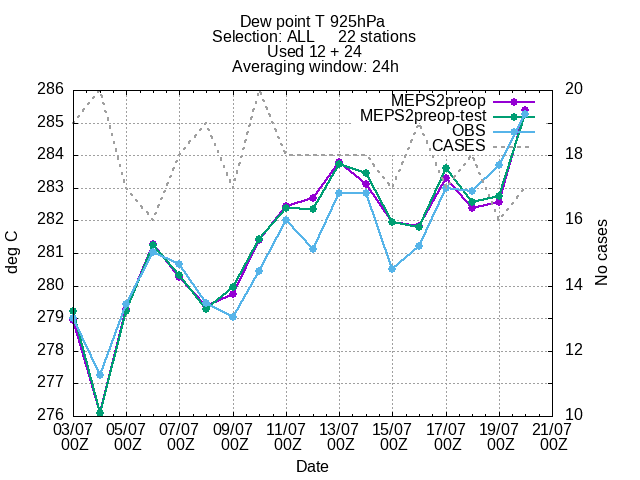 Dew point T 925hPa
Selection: ALL 22 stations
Used 12 + 24
Averaging window: 24h
286
285
284
283
282
281
280
279
278
277
276
deg C
20
18
16
14
12
10
No cases
MEPS2preop
MEPS2preop-test
OBS
CASES
03/07 05/07 07/07 09/07 11/07 13/07 15/07 17/07 19/07 21/07
00Z 00Z 00Z 00Z 00Z 00Z 00Z 00Z 00Z 00Z
Date